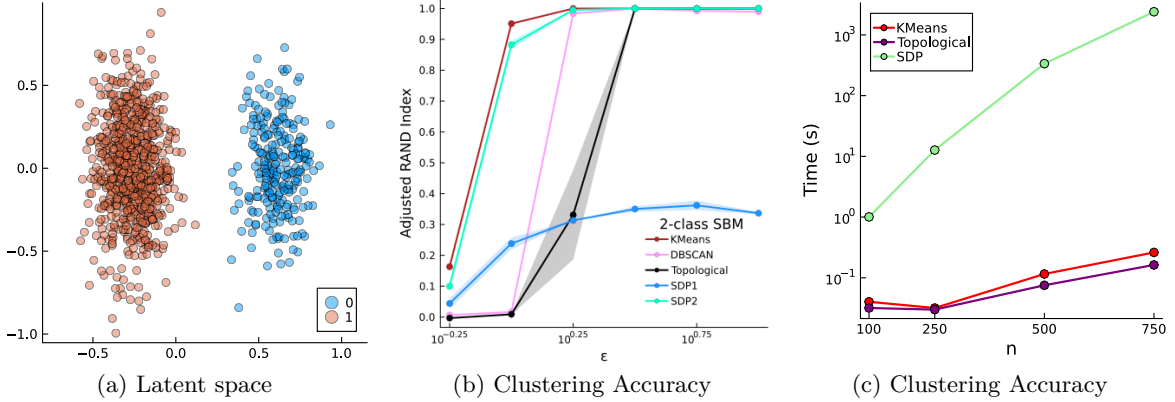 0.5
0.0
−0.5
−1.0
−0.5
0.0
0.5
1.0
0
1
(a) Latent space
Adjusted RAND Index
1.0
0.9
0.8
0.7
0.6
0.5
0.4
0.3
0.2
0.1
0.0
2-class SBM
KMeans
DBSCAN
Topological
SDP1
SDP2
10^−0.25
10^0.25
10^0.75
ε
(b) Clustering Accuracy
Time (s)
10^3
10^2
10^1
10^0
10^−1
KMeans
Topological
SDP
100
250
500
750
n
(c) Clustering Accuracy